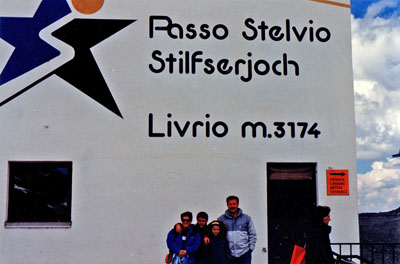 Passo Stelvio
Stilfserjoch
Livrio m.3174